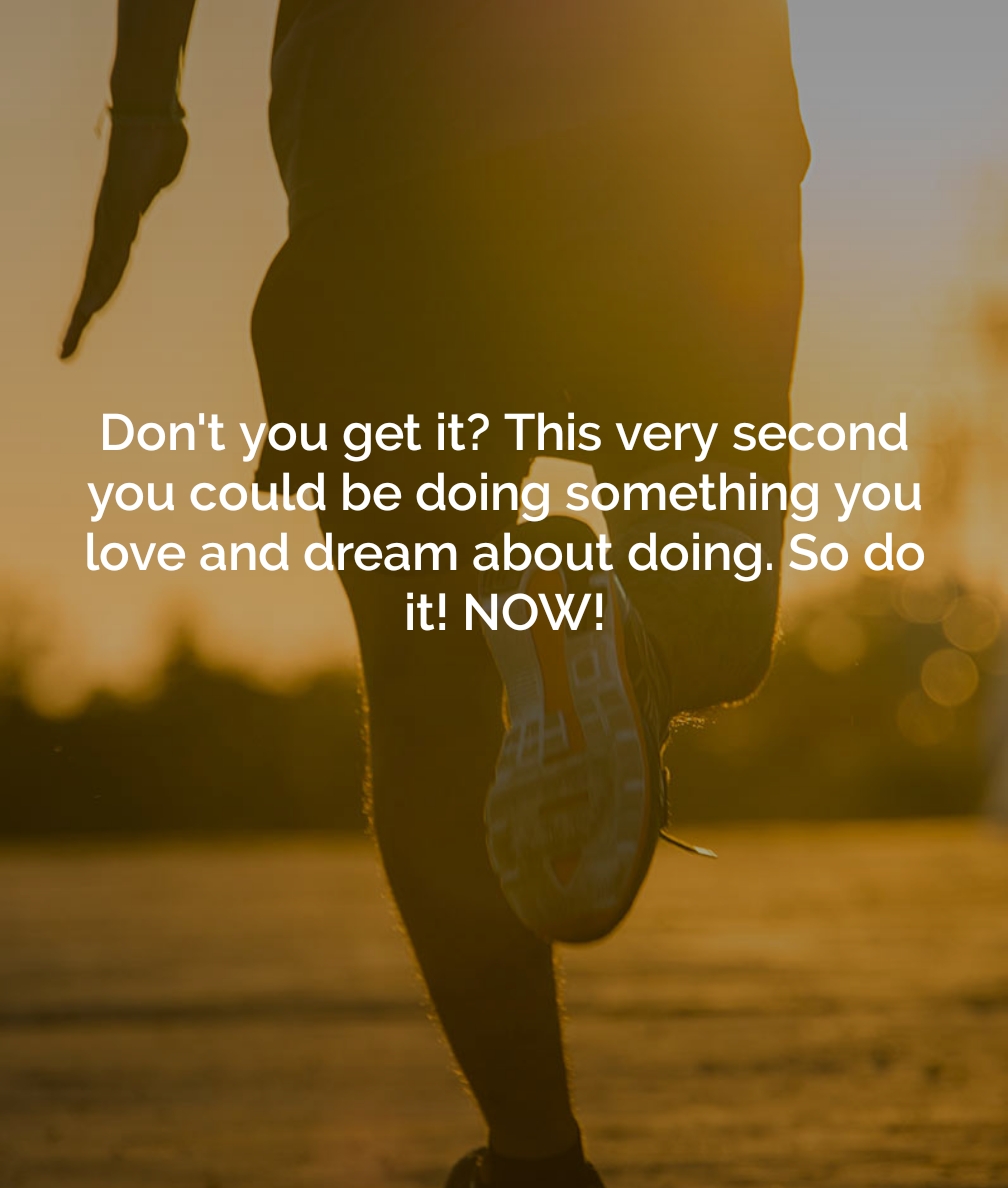 Don't you get it? This very second
you could be doing something you
love and dream about doing. So do
it! NOW!